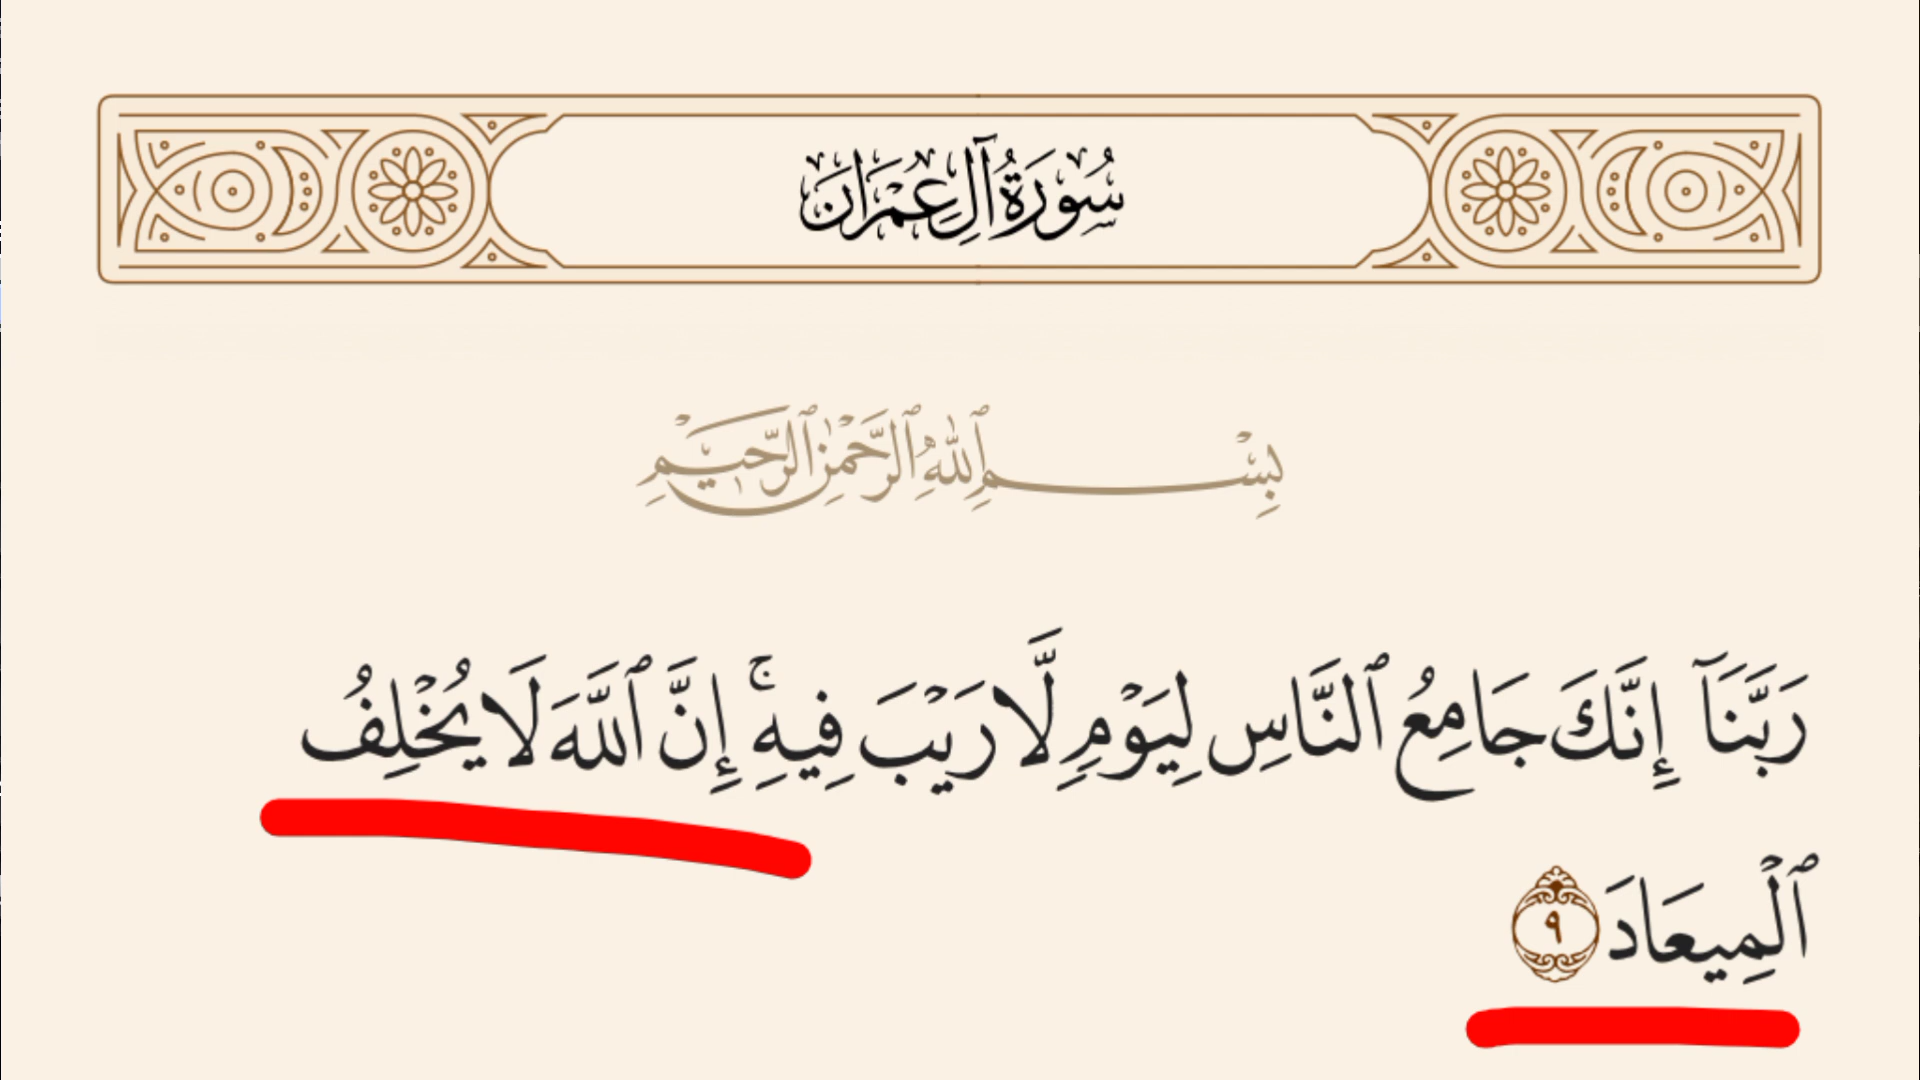 سُورَةُ آلِ عِمْرَانَ
بِسْمِ ٱللَّهِ ٱلرَّحْمَٰنِ ٱلرَّحِيمِ
رَبَّنَآ إِنَّكَ جَامِعُ ٱلنَّاسِ لِيَوْمٍ لَّا رَيْبَ فِيهِۚ إِنَّ ٱللَّهَ لَا يُخْلِفُ
ٱلْمِيعَادَ ٩